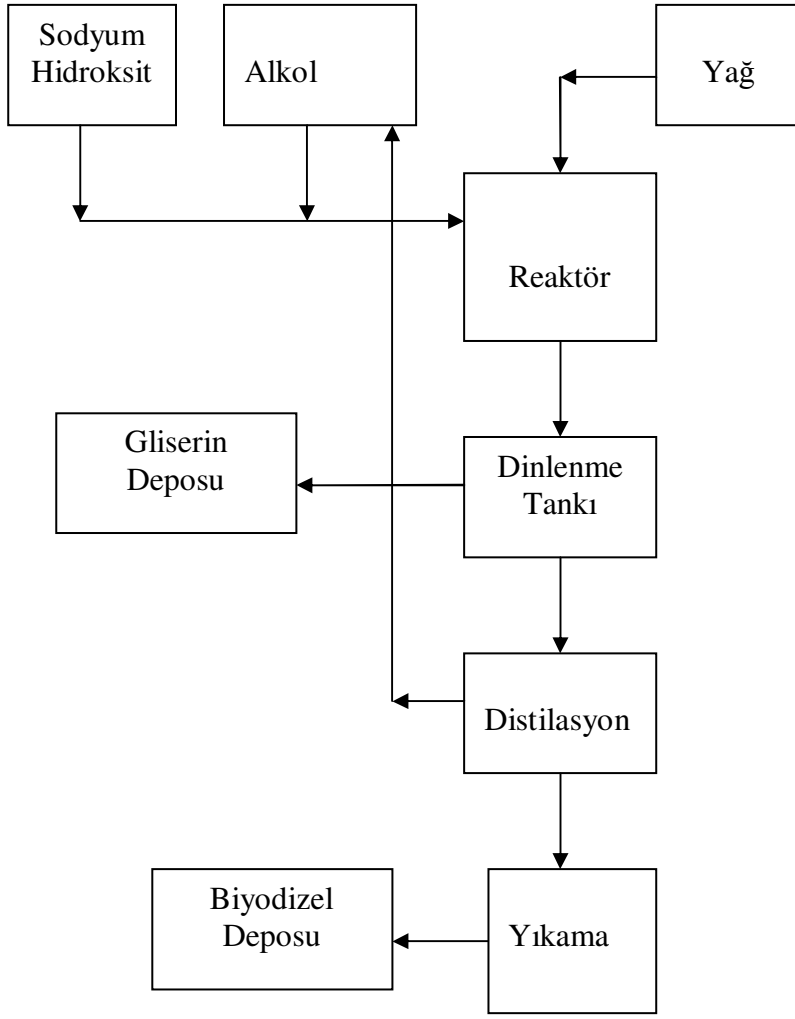 Sodyum
Hidroksit
Alkol
Yağ
Reaktör
Gliserin
Deposu
Dinlenme
Tankı
Distilasyon
Biyodizel
Deposu
Yıkama